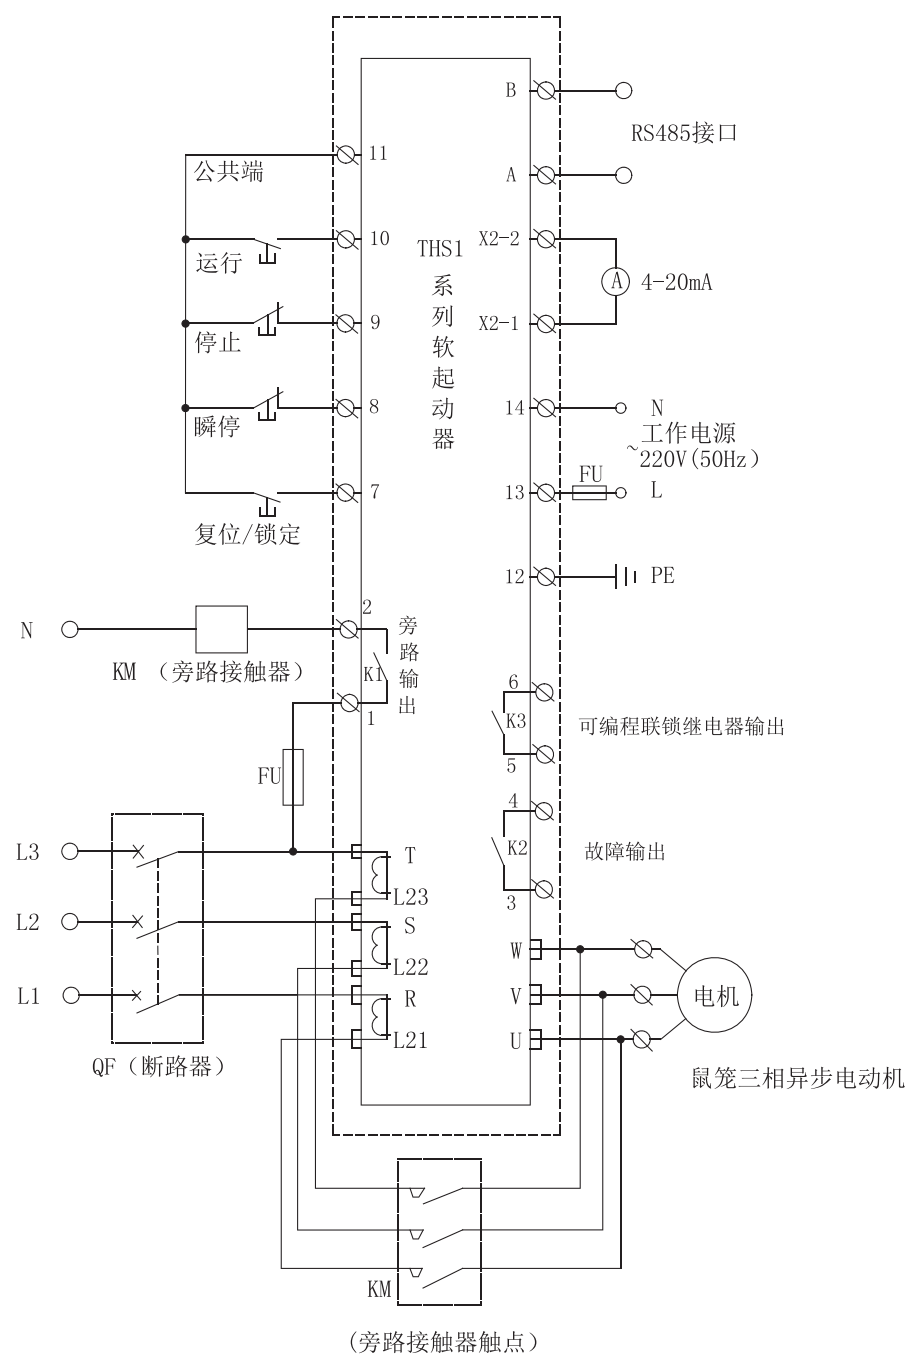 B
RS485接口
11
公共端
A
10
THS1
系
列
软
起
动
器
X2-2
运行
A
4-20mA
9
X2-1
停止
8
14
N
瞬停
工作电源
~220V(50Hz)
FU
7
13
L
复位/锁定
12
PE
2
N
旁
路
输
出
KM (旁路接触器)
K1
1
6
K3
可编程联锁继电器输出
5
FU
4
K2
故障输出
3
L3
T
L23
L2
S
W
L22
L1
R
V
电机
L21
U
QF(断路器)
鼠笼三相异步电动机
KM
(旁路接触器触点)